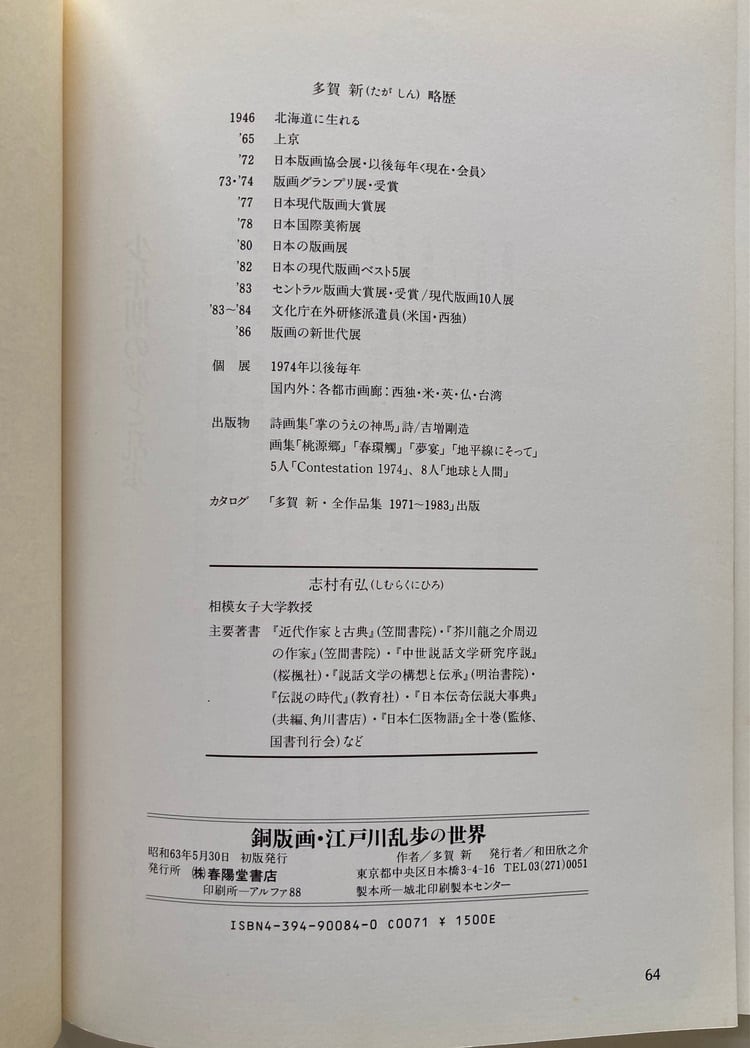 多賀 新(たが しん) 略歴
1946 北海道に生れる
'65 上京
'72 日本版画協会展・以後毎年〈現在・会員〉
73・'74 版画グランプリ展・受賞
'77 日本現代版画大賞展
'78 日本国際美術展
'80 日本の版画展
'82 日本の現代版画ベスト5展
'83 セントラル版画大賞展・受賞/現代版画10人展
'83〜'84 文化庁在外研修派遣員(米国・西独)
'86 版画の新世代展
個 展 1974年以後毎年
国内外:各都市画廊:西独・米・英・仏・台湾
出版物 詩画集「掌のうえの神馬」詩/吉増剛造
画集「桃源郷」「春環觸」「夢宴」「地平線にそって」
5人「Contestation 1974」、8人「地球と人間」
カタログ 「多賀 新・全作品集 1971〜1983」出版
志村有弘(しむらくにひろ)
相模女子大学教授
主要著書 『近代作家と古典』(笠間書院)・『芥川龍之介周辺
の作家』(笠間書院)・『中世説話文学研究序説』
(桜楓社)・『説話文学の構想と伝承』(明治書院)・
『伝説の時代』(教育社)・『日本伝奇伝説大事典』
(共編、角川書店)・『日本仁医物語』全十巻(監修、
国書刊行会)など
銅版画・江戸川乱歩の世界
昭和63年5月30日 初版発行 作者/多賀 新 発行者/和田欣之介
発行所 ㈱春陽堂書店 東京都中央区日本橋3-4-16 TEL03(271)0051
印刷所―アルファ88 製本所―城北印刷製本センター
ISBN4-394-90084-0 C0071 ¥ 1500E
64